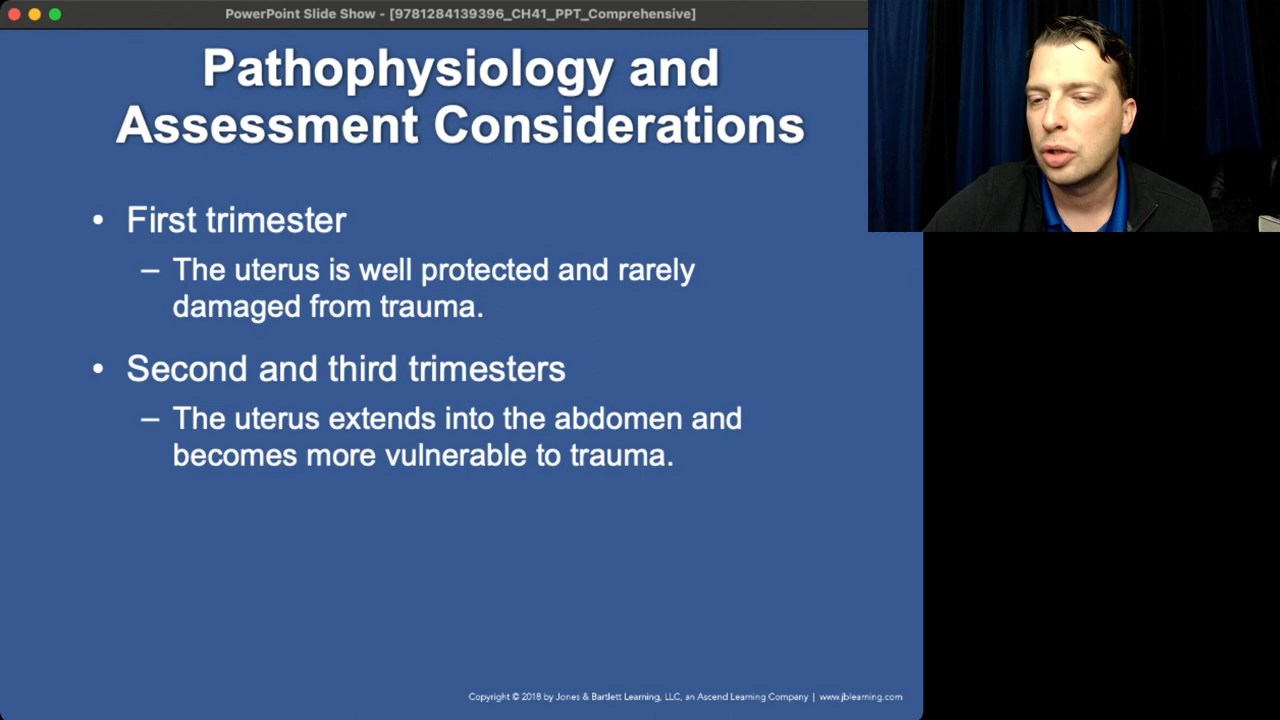 PowerPoint Slide Show - [9781284139396_CH41_PPT_Comprehensive]
Pathophysiology and
Assessment Considerations
• First trimester
– The uterus is well protected and rarely
damaged from trauma.
• Second and third trimesters
– The uterus extends into the abdomen and
becomes more vulnerable to trauma.
Copyright © 2018 by Jones & Bartlett Learning, LLC, an Ascend Learning Company | www.jblearning.com